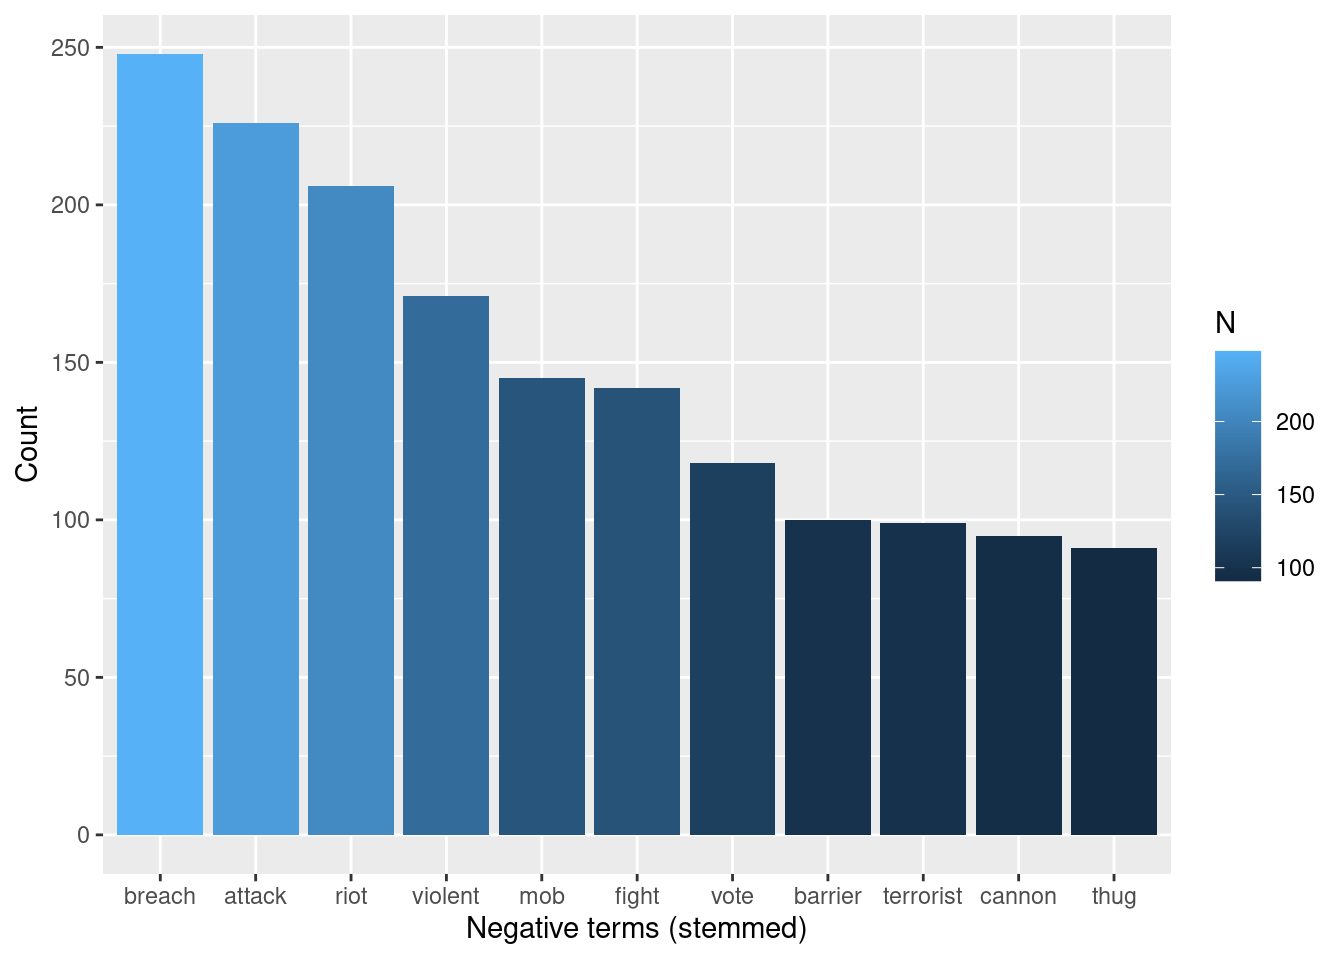 250
200
150
100
50
0
Count
breach attack riot violent mob fight vote barrier terrorist cannon thug
Negative terms (stemmed)
N
200
150
100